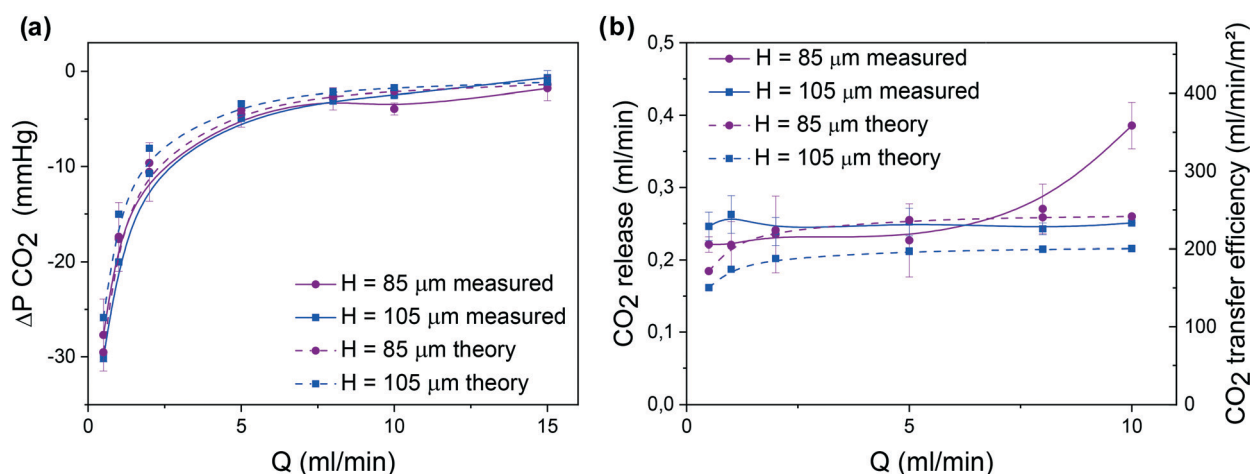 (a)
ΔP CO2 (mmHg)
0
-10
-20
-30
H = 85 μm measured
H = 105 μm measured
H = 85 μm theory
H = 105 μm theory
0
5
10
15
Q (ml/min)
(b)
CO₂ release (ml/min)
0,5
0,4
0,3
0,2
0,1
0,0
H = 85 μm measured
H = 105 μm measured
H = 85 μm theory
H = 105 μm theory
0
5
10
Q (ml/min)
400
300
200
100
0
CO₂ transfer efficiency (ml/min/m²)